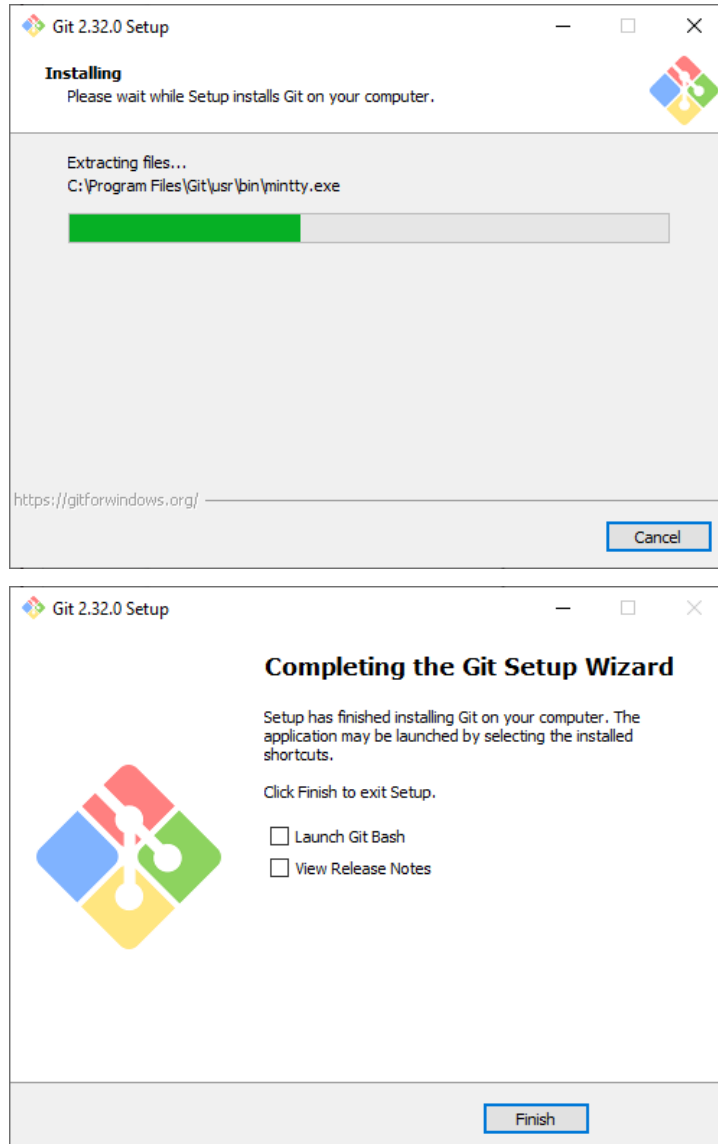 Git 2.32.0 Setup
Installing
Please wait while Setup installs Git on your computer.
Extracting files...
C:\Program Files\Git\usr\bin\mintty.exe
https://gitforwindows.org/
Cancel
Git 2.32.0 Setup
Completing the Git Setup Wizard
Setup has finished installing Git on your computer. The
application may be launched by selecting the installed
shortcuts.
Click Finish to exit Setup.
Launch Git Bash
View Release Notes
Finish